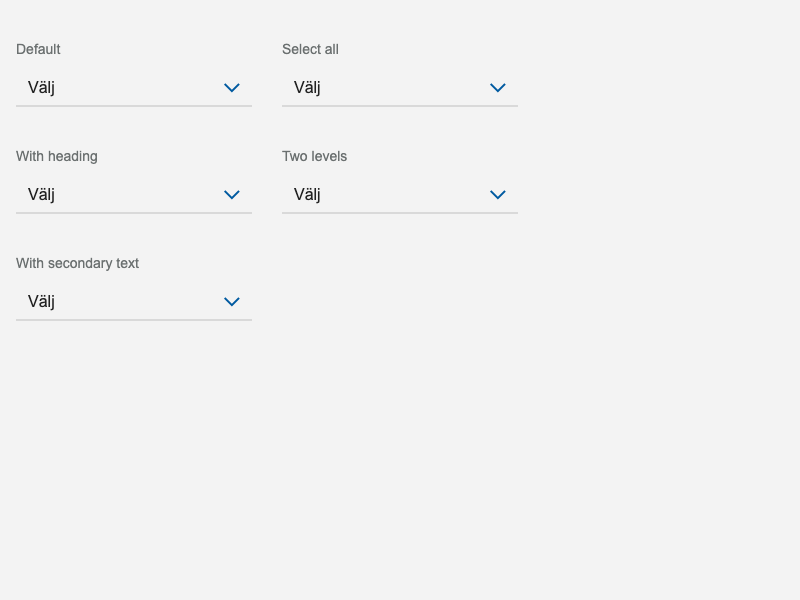 Default
Select all
Välj
Välj
With heading
Two levels
Välj
Välj
With secondary text
Välj